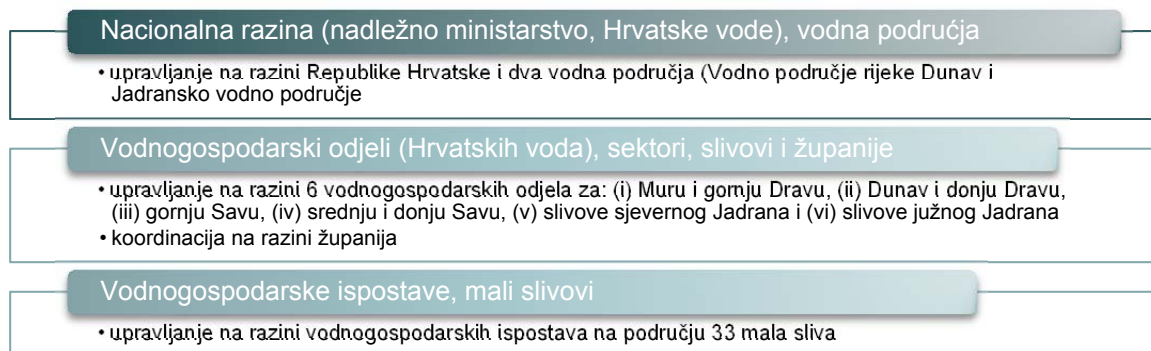 Nacionalna razina (nadležno ministarstvo, Hrvatske vode), vodna područja
• upravljanje na razini Republike Hrvatske i dva vodna područja (Vodno područje rijeke Dunav i
Jadransko vodno područje
Vodnogospodarski odjeli (Hrvatskih voda), sektori, slivovi i županije
• upravljanje na razini 6 vodnogospodarskih odjela za: (i) Muru i gornju Dravu, (ii) Dunav i donju Dravu,
(iii) gornju Savu, (iv) srednju i donju Savu, (v) slivove sjevernog Jadrana i (vi) slivove južnog Jadrana
• koordinacija na razini županija
Vodnogospodarske ispostave, mali slivovi
• upravljanje na razini vodnogospodarskih ispostava na području 33 mala sliva